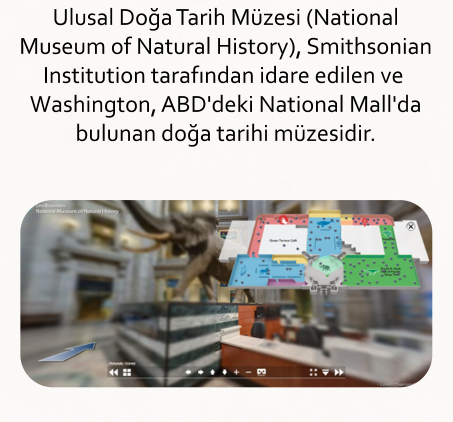 Ulusal Doğa Tarih Müzesi (National
Museum of Natural History), Smithsonian
Institution tarafından idare edilen ve
Washington, ABD'deki National Mall'da
bulunan doğa tarihi müzesidir.
National Museum of Natural History